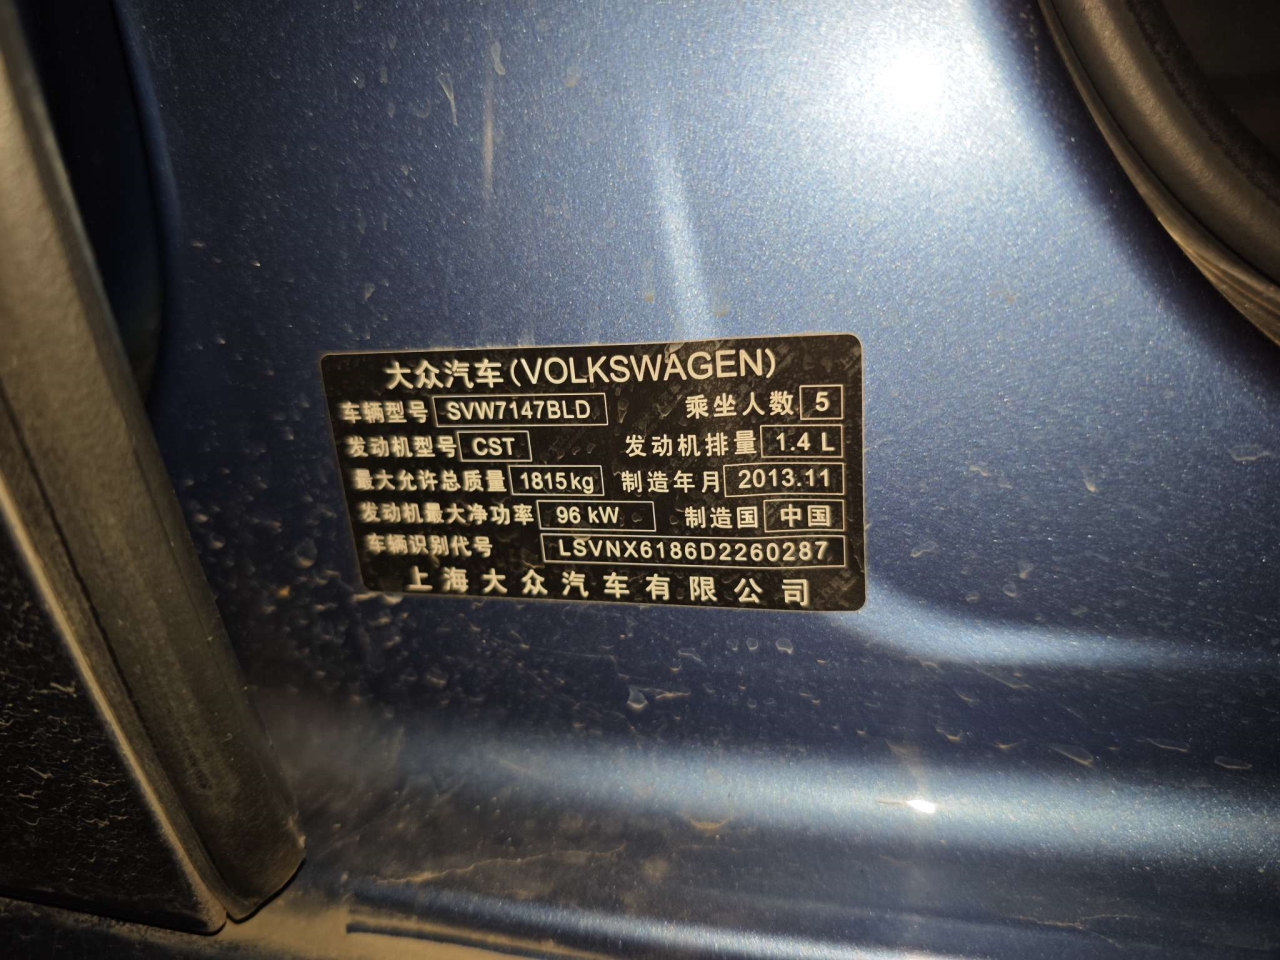 大众汽车(VOLKSWAGEN)
车辆型号 SVW7147BLD 乘坐人数 5
发动机型号 CST 发动机排量 1.4 L
最大允许总质量 1815kg 制造年月 2013.11
发动机最大净功率 96 kW 制造国 中国
车辆识别代号 LSVNX6186D2260287
上海大众汽车有限公司